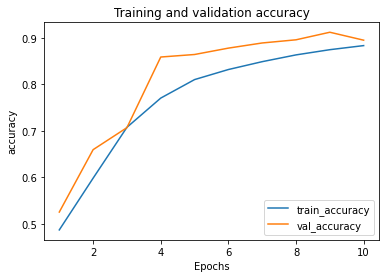 Training and validation accuracy
accuracy
0.9
0.8
0.7
0.6
0.5
train_accuracy
val_accuracy
2 4 6 8 10
Epochs